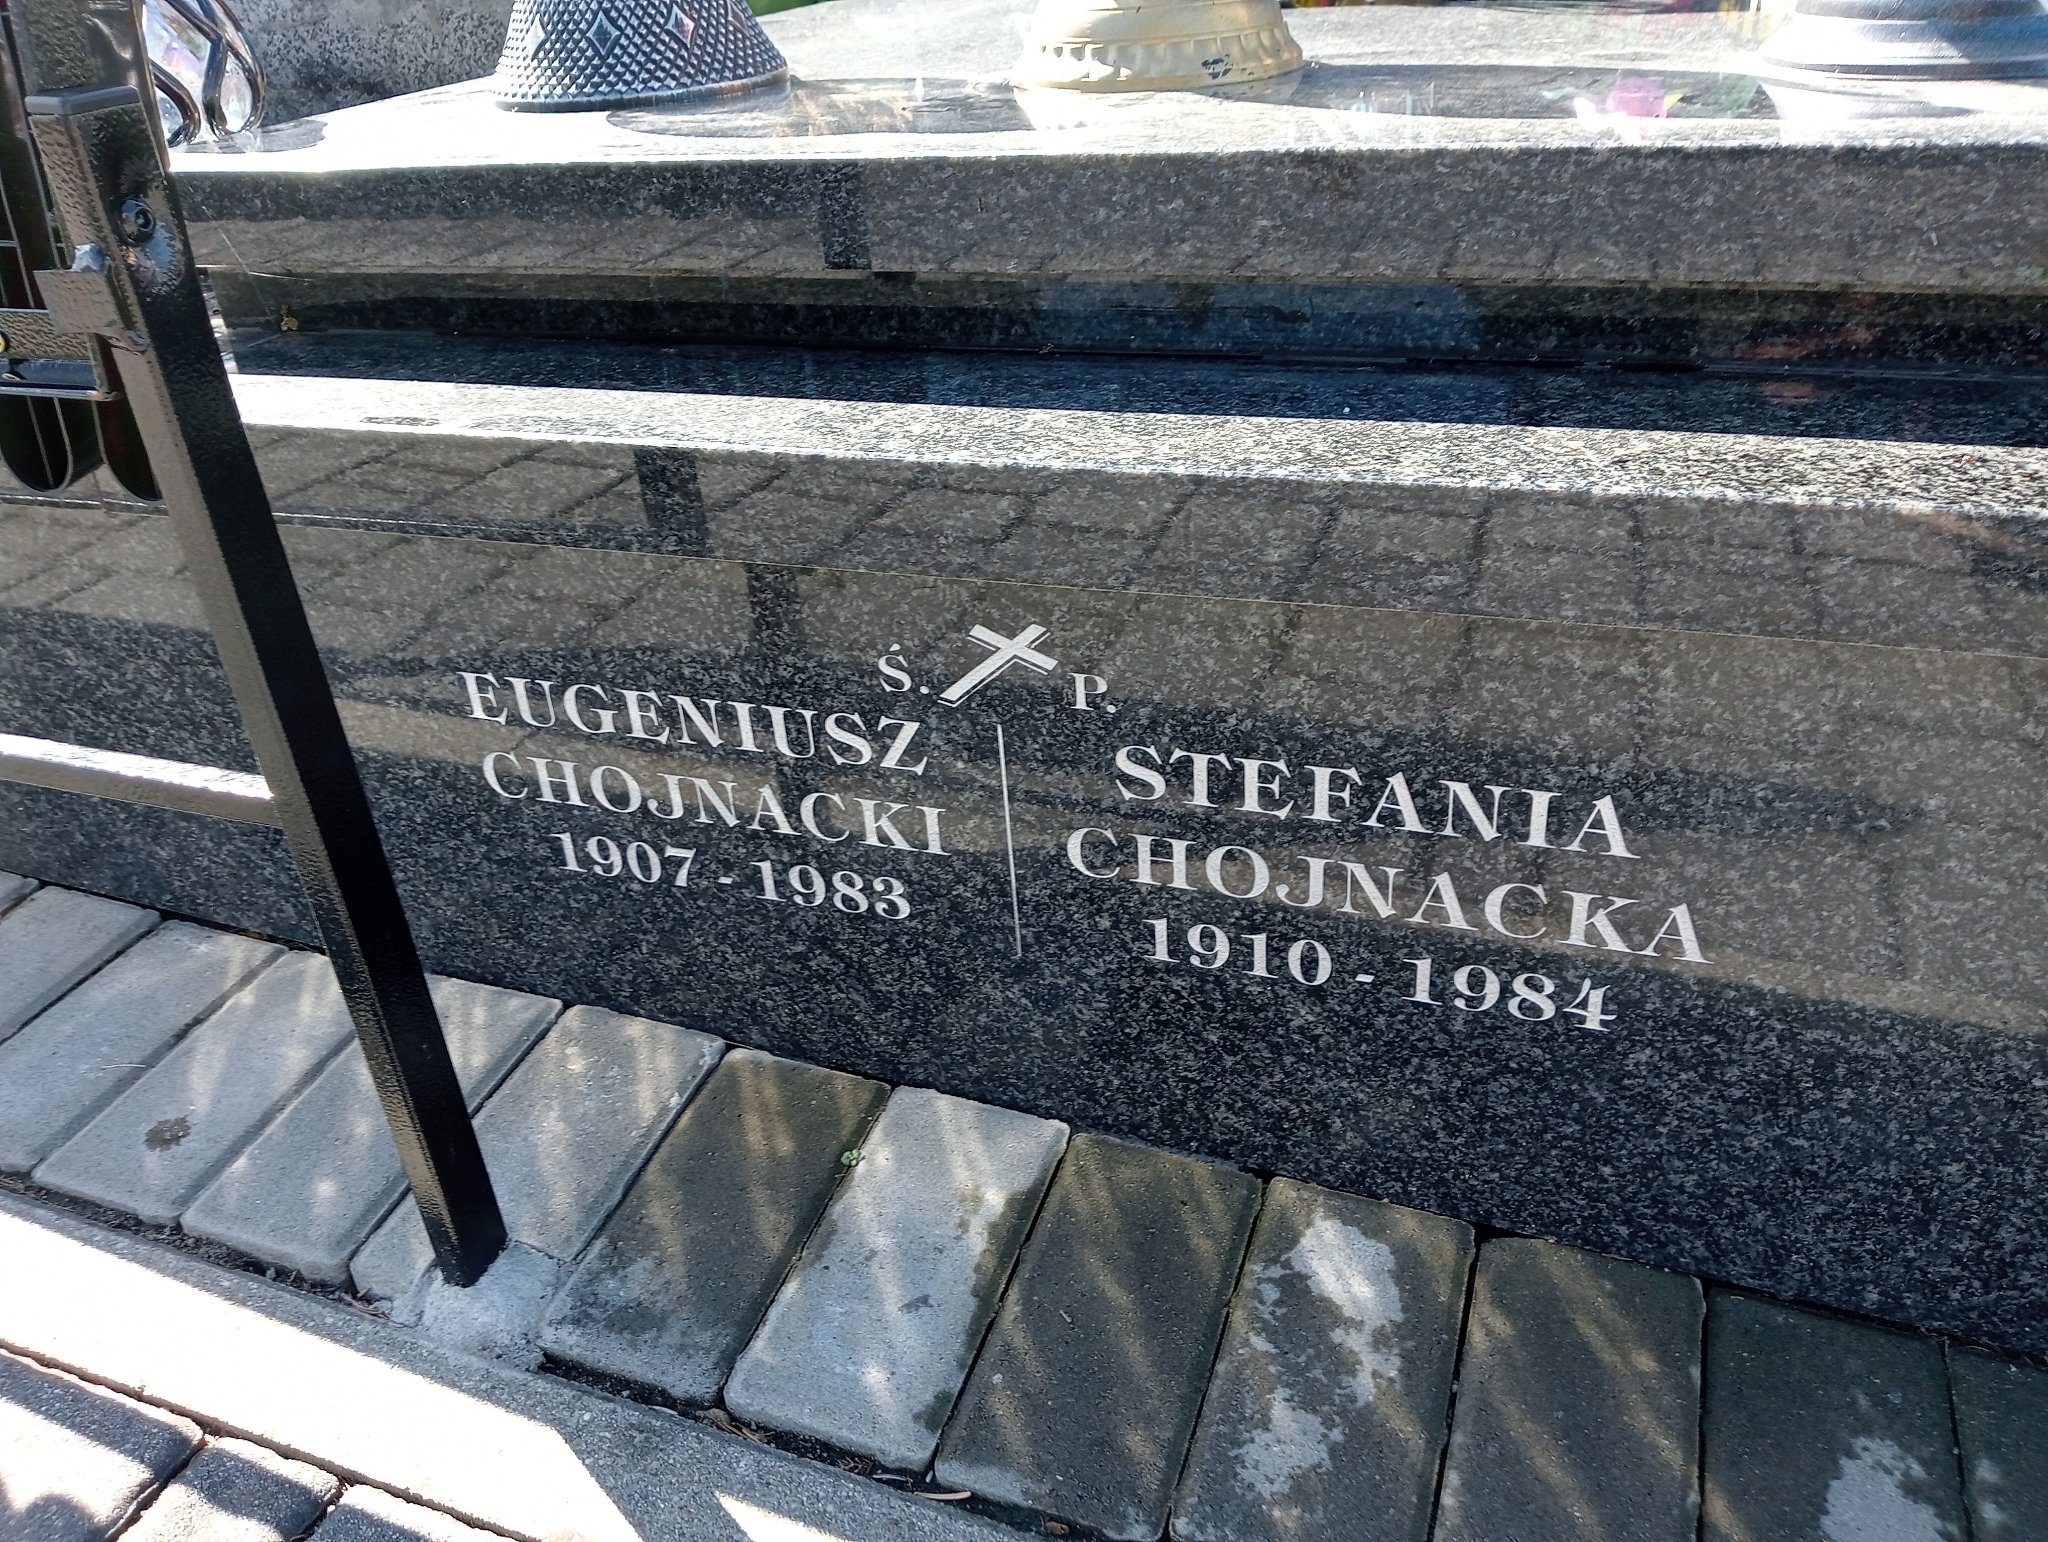 Ś. P.
EUGENIUSZ
CHOJNACKI
1907 - 1983
STEFANIA
CHOJNACKA
1910 - 1984